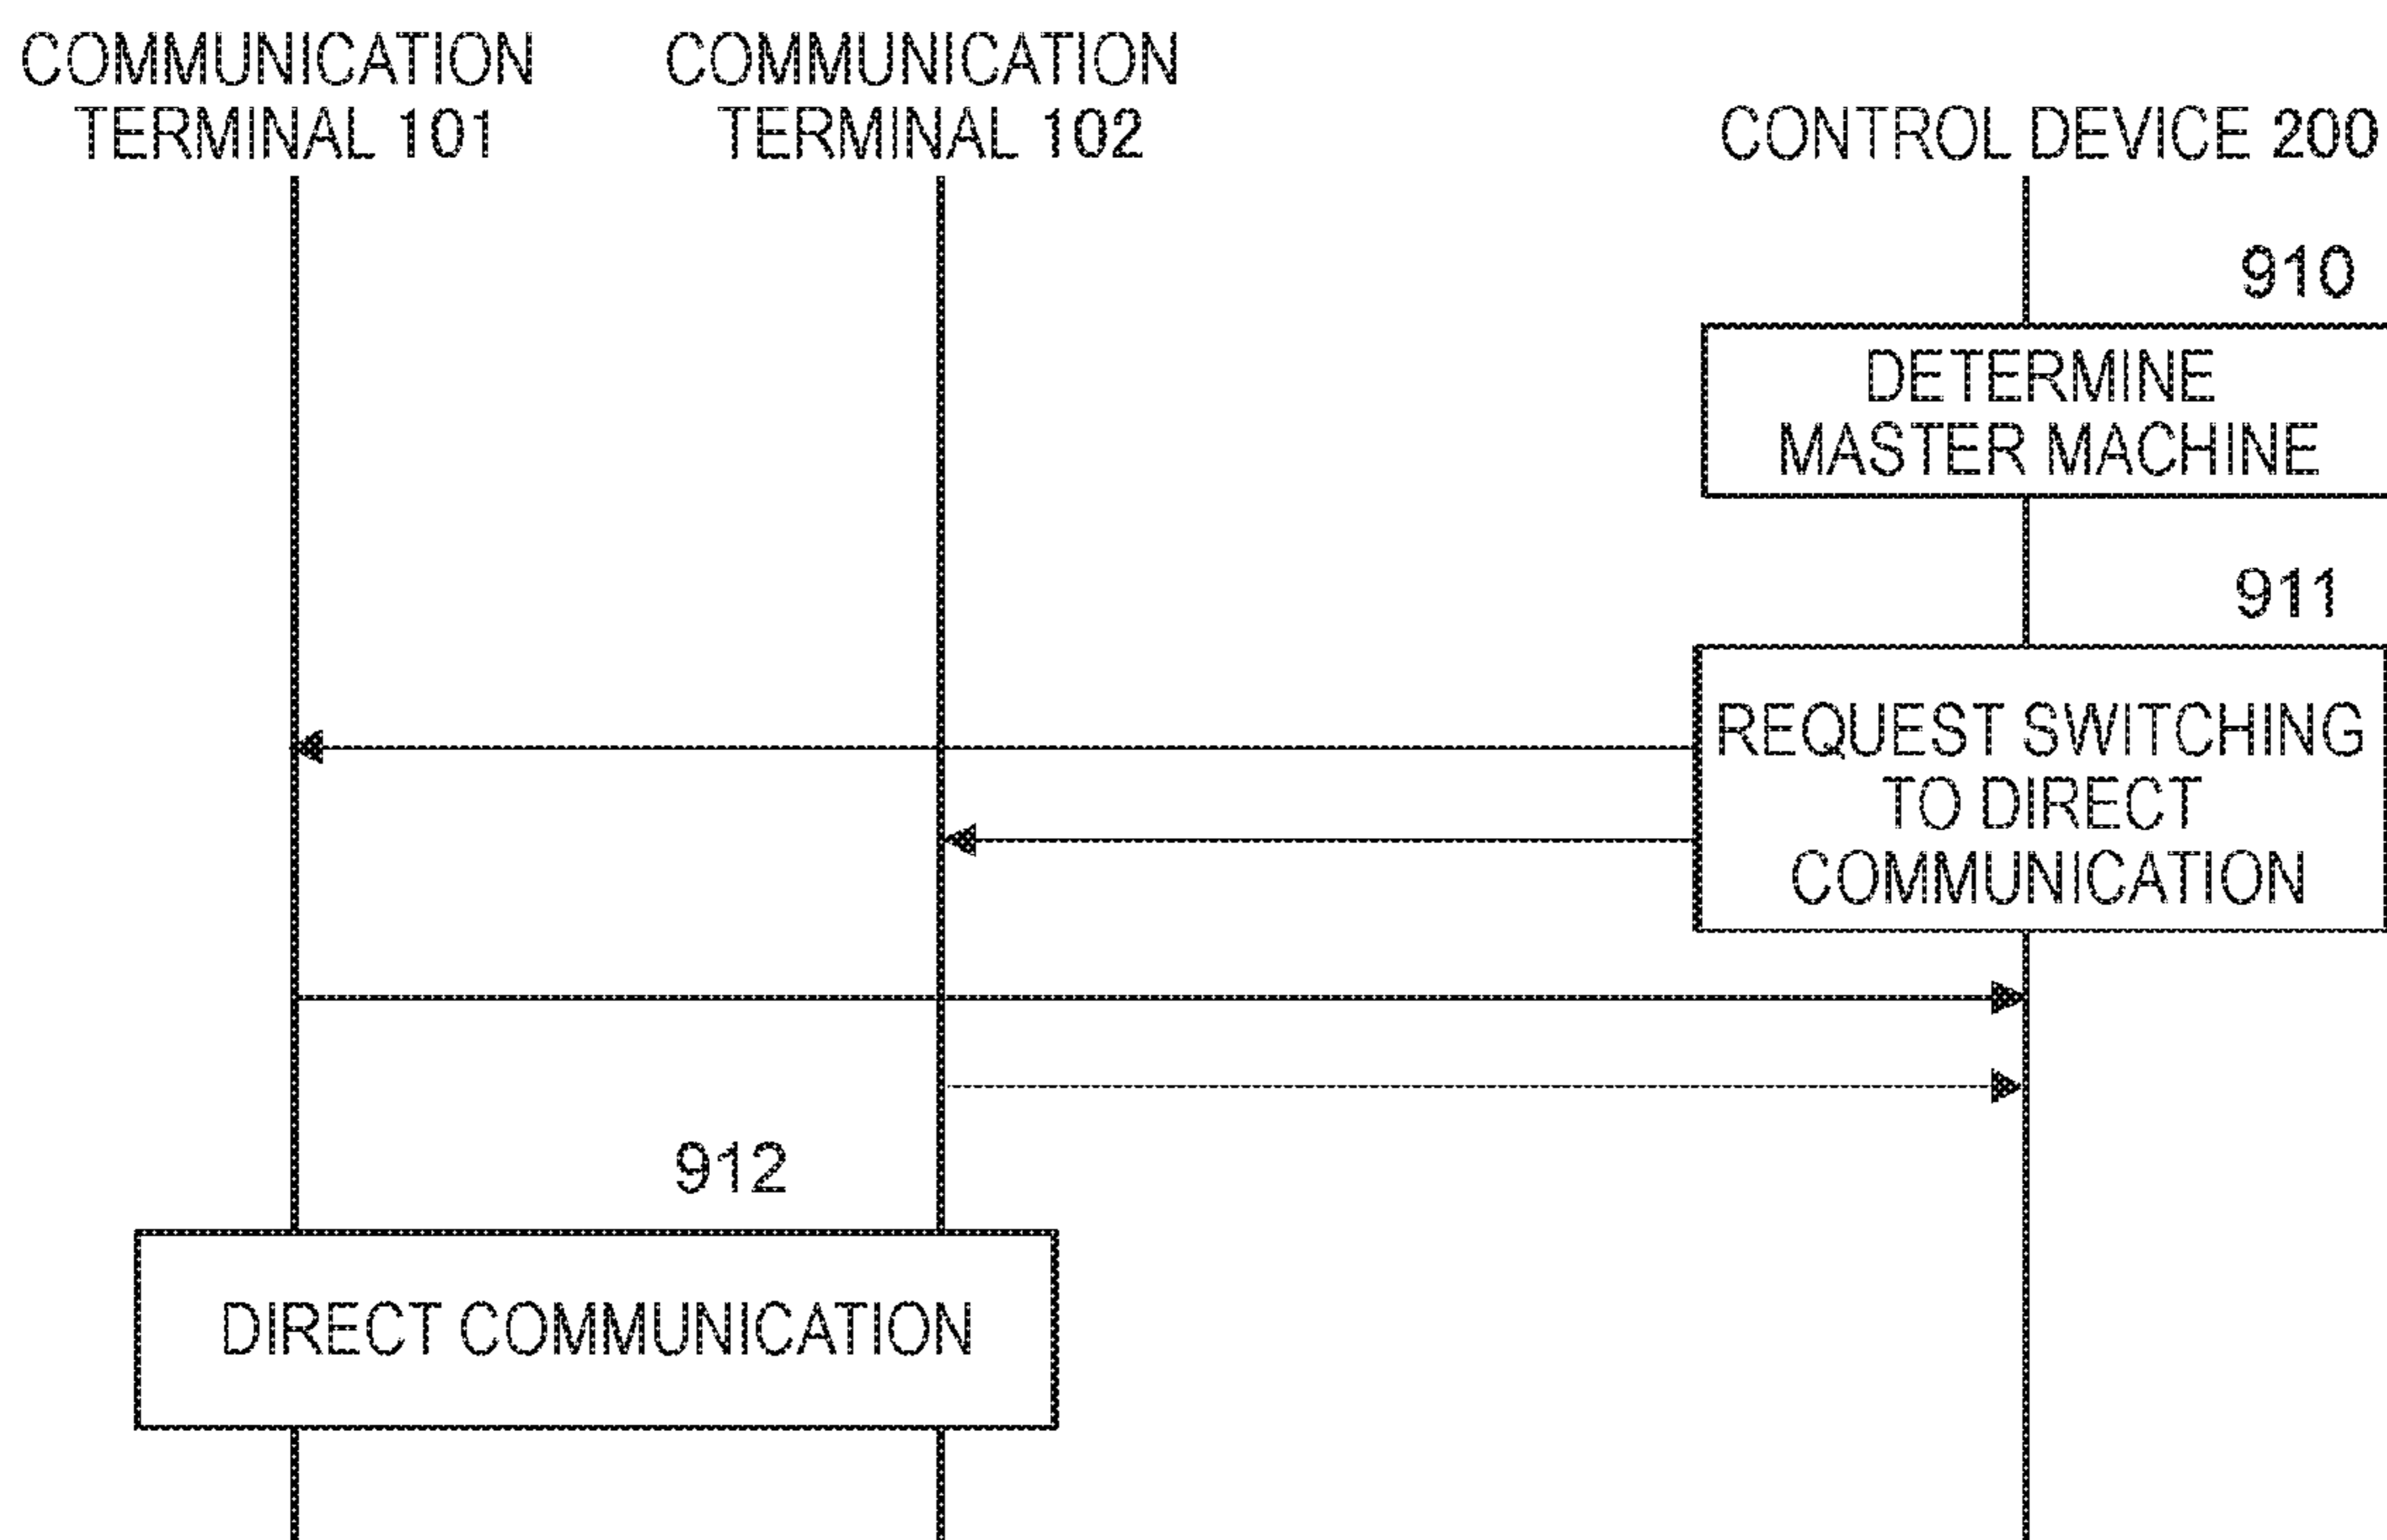 COMMUNICATION
TERMINAL 101
COMMUNICATION
TERMINAL 102
CONTROL DEVICE 200
910
DETERMINE
MASTER MACHINE
911
REQUEST SWITCHING
TO DIRECT
COMMUNICATION
912
DIRECT COMMUNICATION